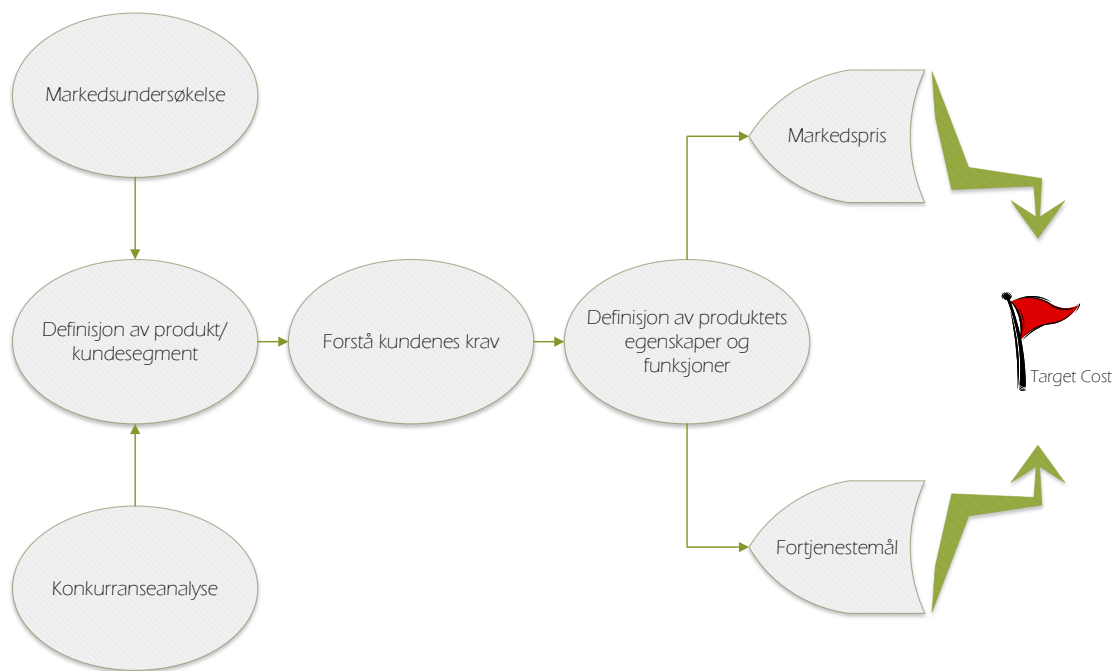 Markedsundersøkelse
Markedspris
Definisjon av produkt/
kundesegment
Forstå kundenes krav
Definisjon av produktets
egenskaper og
funksjoner
Target Cost
Konkurranseanalyse
Fortjenestemål